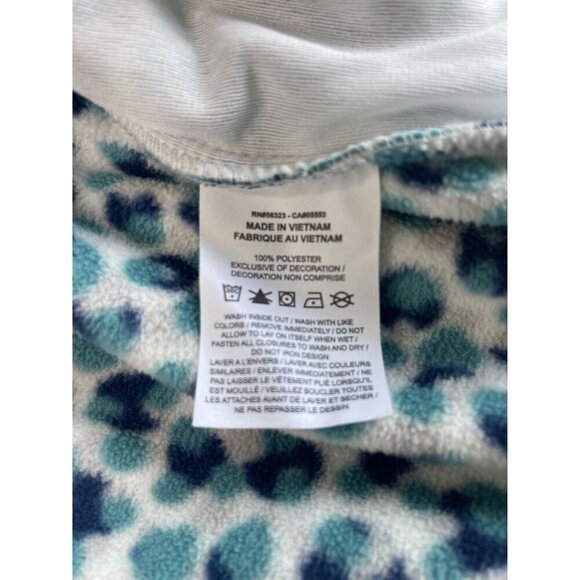 RN#56323 - CA#05553
MADE IN VIETNAM
FABRIQUE AU VIETNAM
100% POLYESTER
EXCLUSIVE OF DECORATION /
DECORATION NON COMPRISE
WASH INSIDE OUT / WASH WITH LIKE
COLORS / REMOVE IMMEDIATELY / DO NOT
ALLOW TO LAY ON ITSELF WHEN WET /
FASTEN ALL CLOSURES TO WASH AND DRY /
DO NOT IRON DESIGN
LAVER A L'ENVERS / LAVER AVEC COULEURS
SIMILAIRES / ENLEVER IMMEDIATEMENT / NE
PAS LAISSER LE VÊTEMENT PLIÉ LORSQU'IL
EST MOUILLÉ / VEUILLEZ BOUCLER TOUTES
LES ATTACHES AVANT DE LAVER ET SÉCHER /
NE PAS REPASSER LE DESSIN